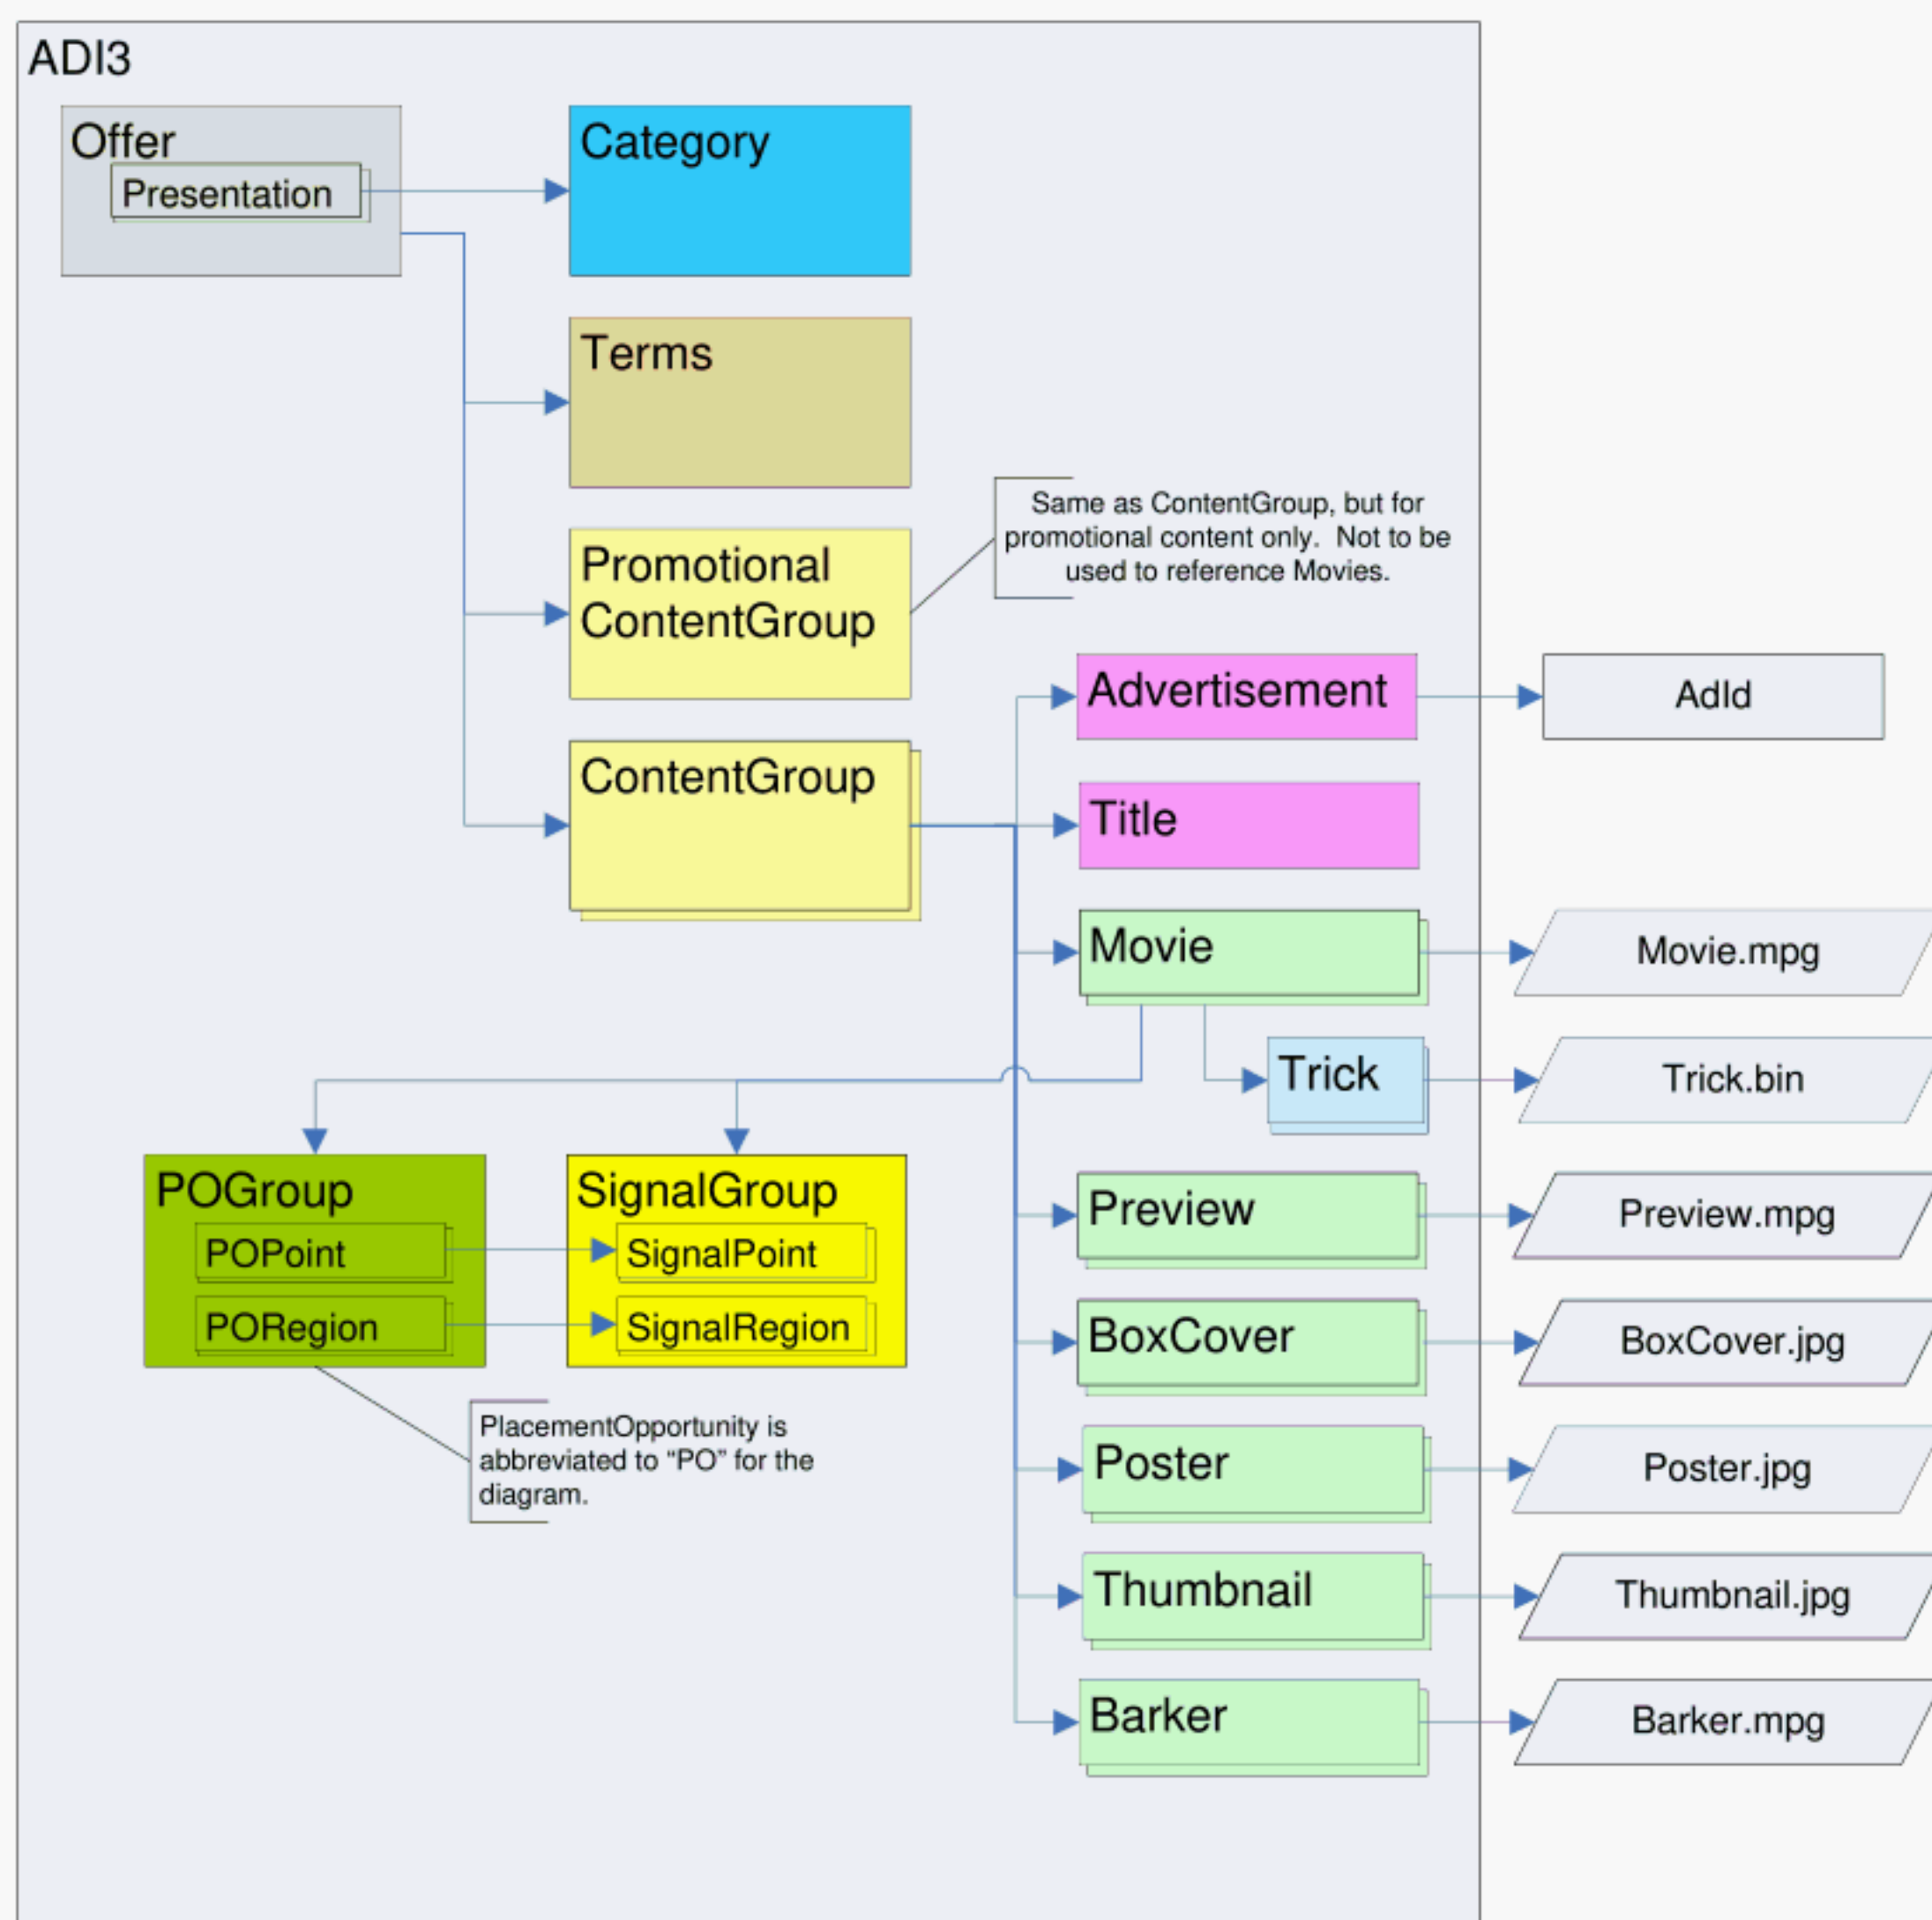 ADI3
Offer
Presentation
Category
Terms
Promotional
ContentGroup
Same as ContentGroup, but for
promotional content only.  Not to be
used to reference Movies.
ContentGroup
Advertisement
AdId
Title
Movie
Movie.mpg
Trick
Trick.bin
POGroup
POPoint
PORegion
SignalGroup
SignalPoint
SignalRegion
PlacementOpportunity is
abbreviated to “PO” for the
diagram.
Preview
Preview.mpg
BoxCover
BoxCover.jpg
Poster
Poster.jpg
Thumbnail
Thumbnail.jpg
Barker
Barker.mpg